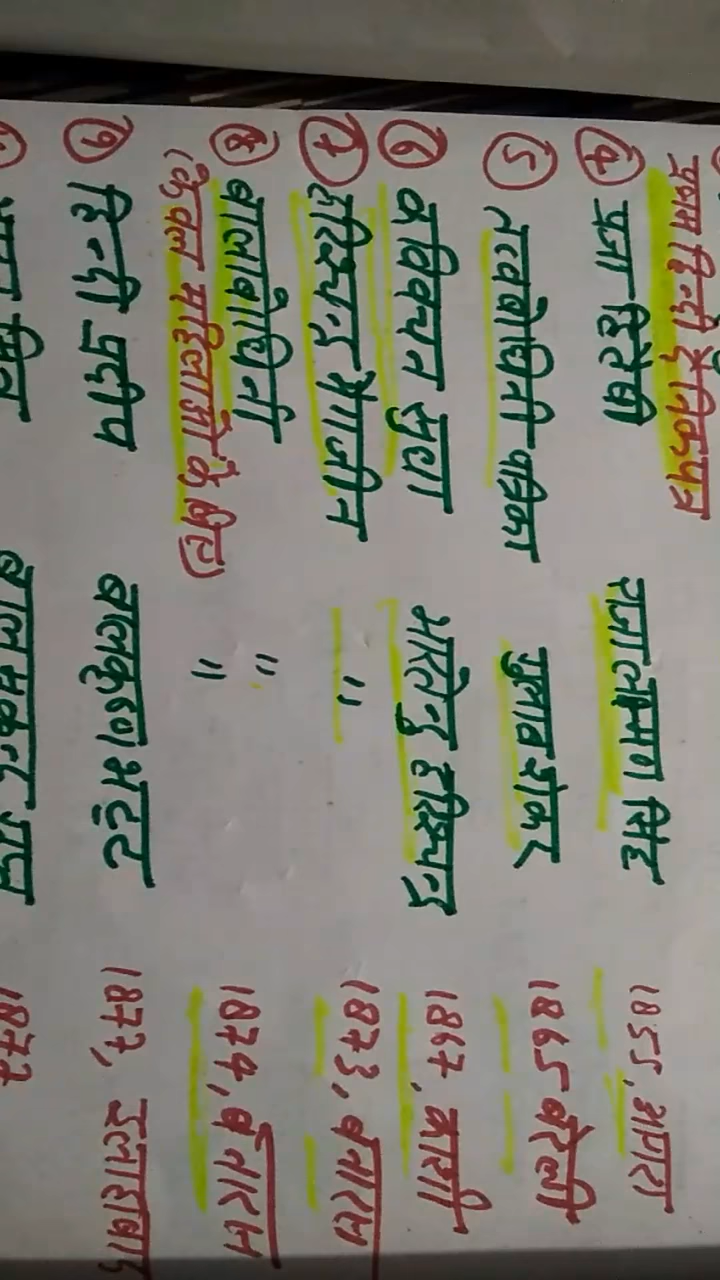 प्रथम हिन्दी दैनिक पत्र
④ प्रजा हितैषी राजा लक्ष्मण सिंह 1855, आगरा
⑤ तत्वबोधिनी पत्रिका गुलाब शंकर 1865 बरेली
⑥ कविवचन सुधा भारतेन्दु हरिश्चन्द्र 1867, काशी
⑦ हरिश्चन्द्र मैगजीन " 1873, बनारस
⑧ बालाबोधिनी " 1874, बनारस
(केवल महिलाओं के लिए) "
⑨ हिन्दी प्रदीप बालकृष्ण भट्ट 1877, इलाहाबाद